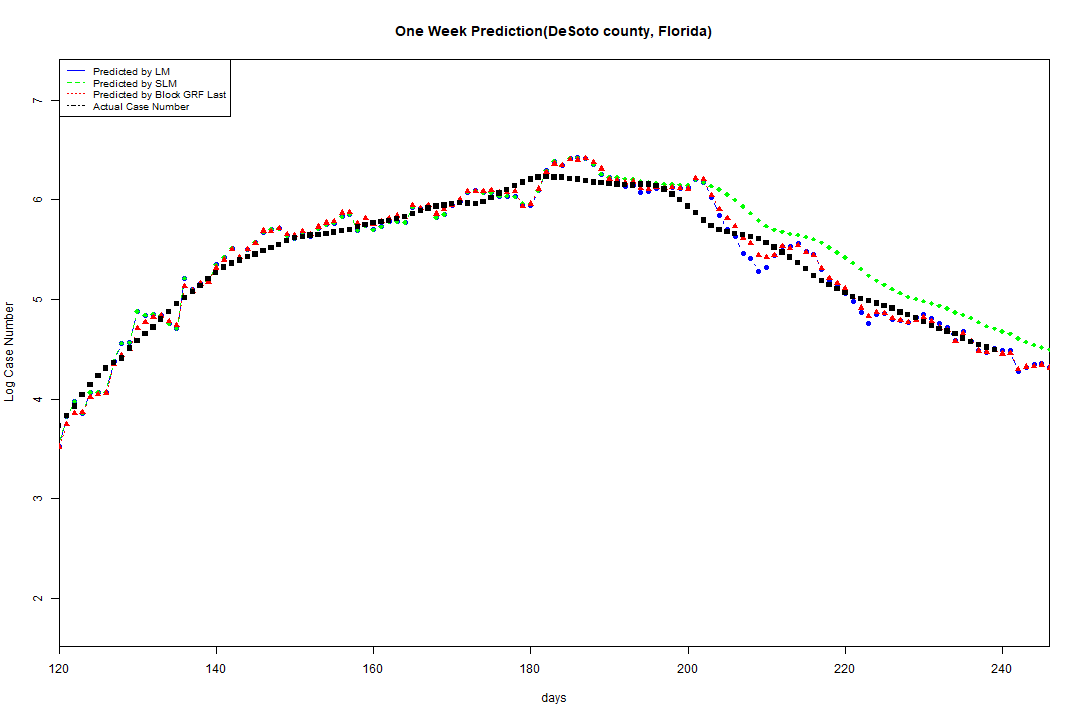 One Week Prediction(DeSoto county, Florida)
Predicted by LM
Predicted by SLM
Predicted by Block GRF Last
Actual Case Number
7
6
5
4
3
2
Log Case Number
120 140 160 180 200 220 240
days